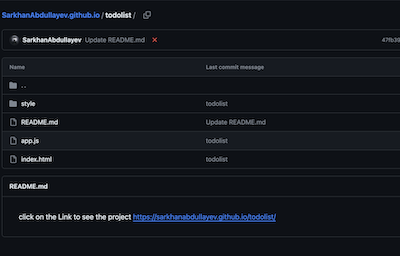 SarkhanAbdullayev.github.io / todolist /
SarkhanAbdullayev Update README.md 47fb39
Name Last commit message
..
style todolist
README.md Update README.md
app.js todolist
index.html todolist
README.md
click on the Link to see the project https://sarkhanabdullayev.github.io/todolist/